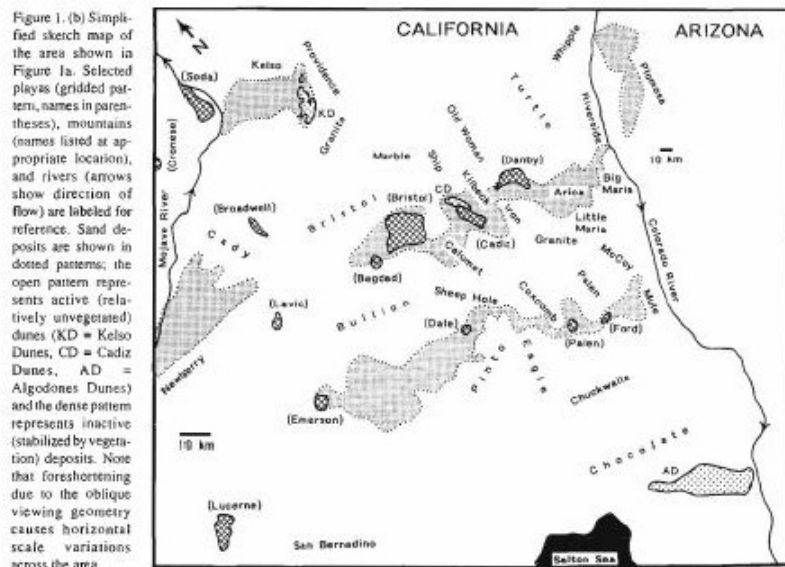 Figure 1. (b) Simpli-
fied sketch map of
the area shown in
Figure 1a. Selected
playas (gridded pat-
tern, names in paren-
theses), mountains
(names listed at ap-
propriate location),
and rivers (arrows
show direction of
flow) are labeled for
reference. Sand de-
posits are shown in
dotted patterns; the
open pattern repre-
sents active (rela-
tively unvegetated)
dunes (KD = Kelso
Dunes, CD = Cadiz
Dunes, AD =
Algodones Dunes)
and the dense pattern
represents inactive
(stabilized by vegeta-
tion) deposits. Note
that foreshortening
due to the oblique
viewing geometry
causes horizontal
scale variations
across the area
N
CALIFORNIA
ARIZONA
Whipple
Providence
Kelso
(Soda)
Plomosa
Turtle
KD
Riverside
Granite
Old Woman
10 km
Marble
Ship
(Cronese)
Kilbeck
(Danby)
Big
Maria
CD
Arica
Iron
(Bristol)
Bristol
(Broadwell)
Little
Maria
Mojave River
Cady
(Cadiz)
Granite
Calumet
McCoy
Colorado River
(Bagdad)
Palen
Sheep Hole
Coxcomb
Mule
(Lavic)
Bullion
(Dale)
(Ford)
(Palen)
Pinto
Eagle
Newberry
Chuckwalla
(Emerson)
10 km
Chocolate
AD
(Lucerne)
San Bernadino
Salton Sea